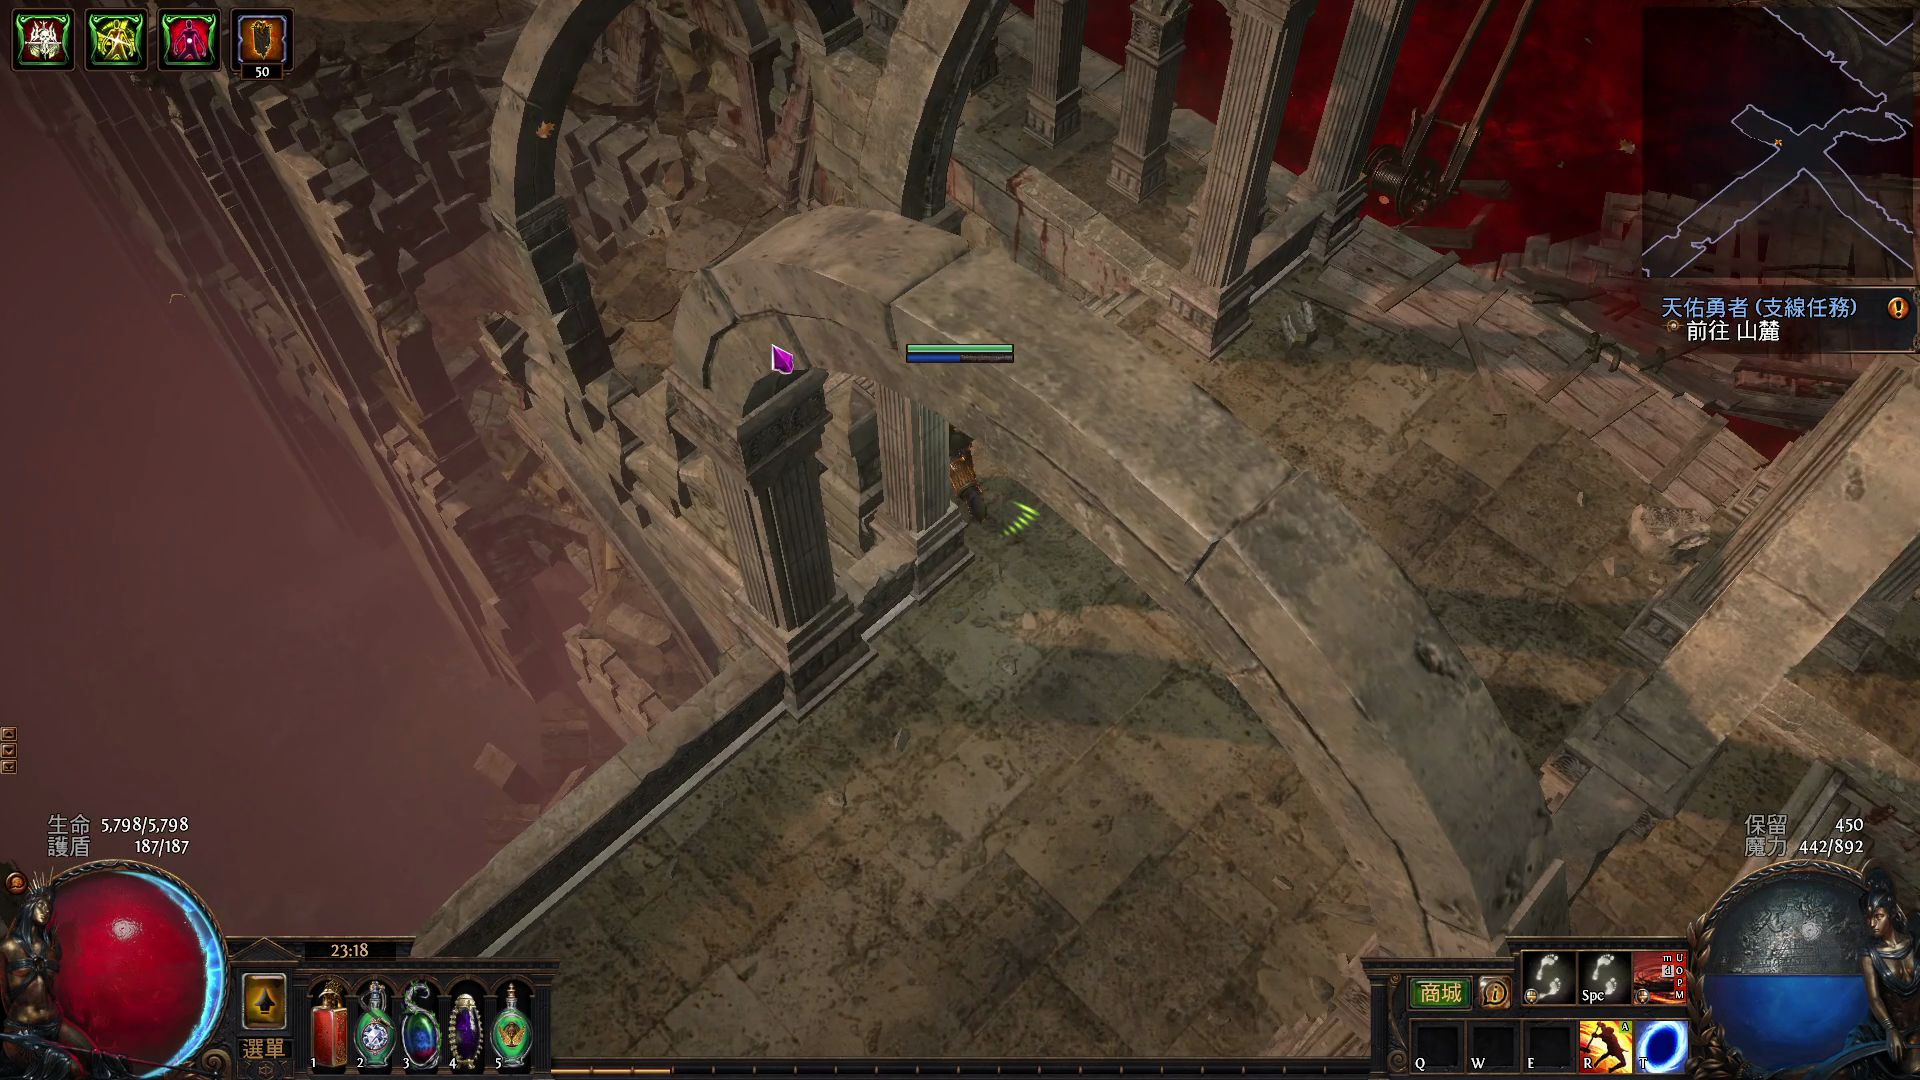 50
天佑勇者 (支線任務)
前往 山麓
生命 5,798/5,798
護盾 187/187
保留 450
魔力 442/892
23:18
選單
1
2
3
4
5
商城
Spc
m U
d O
P
M
Q
W
E
R
A
T